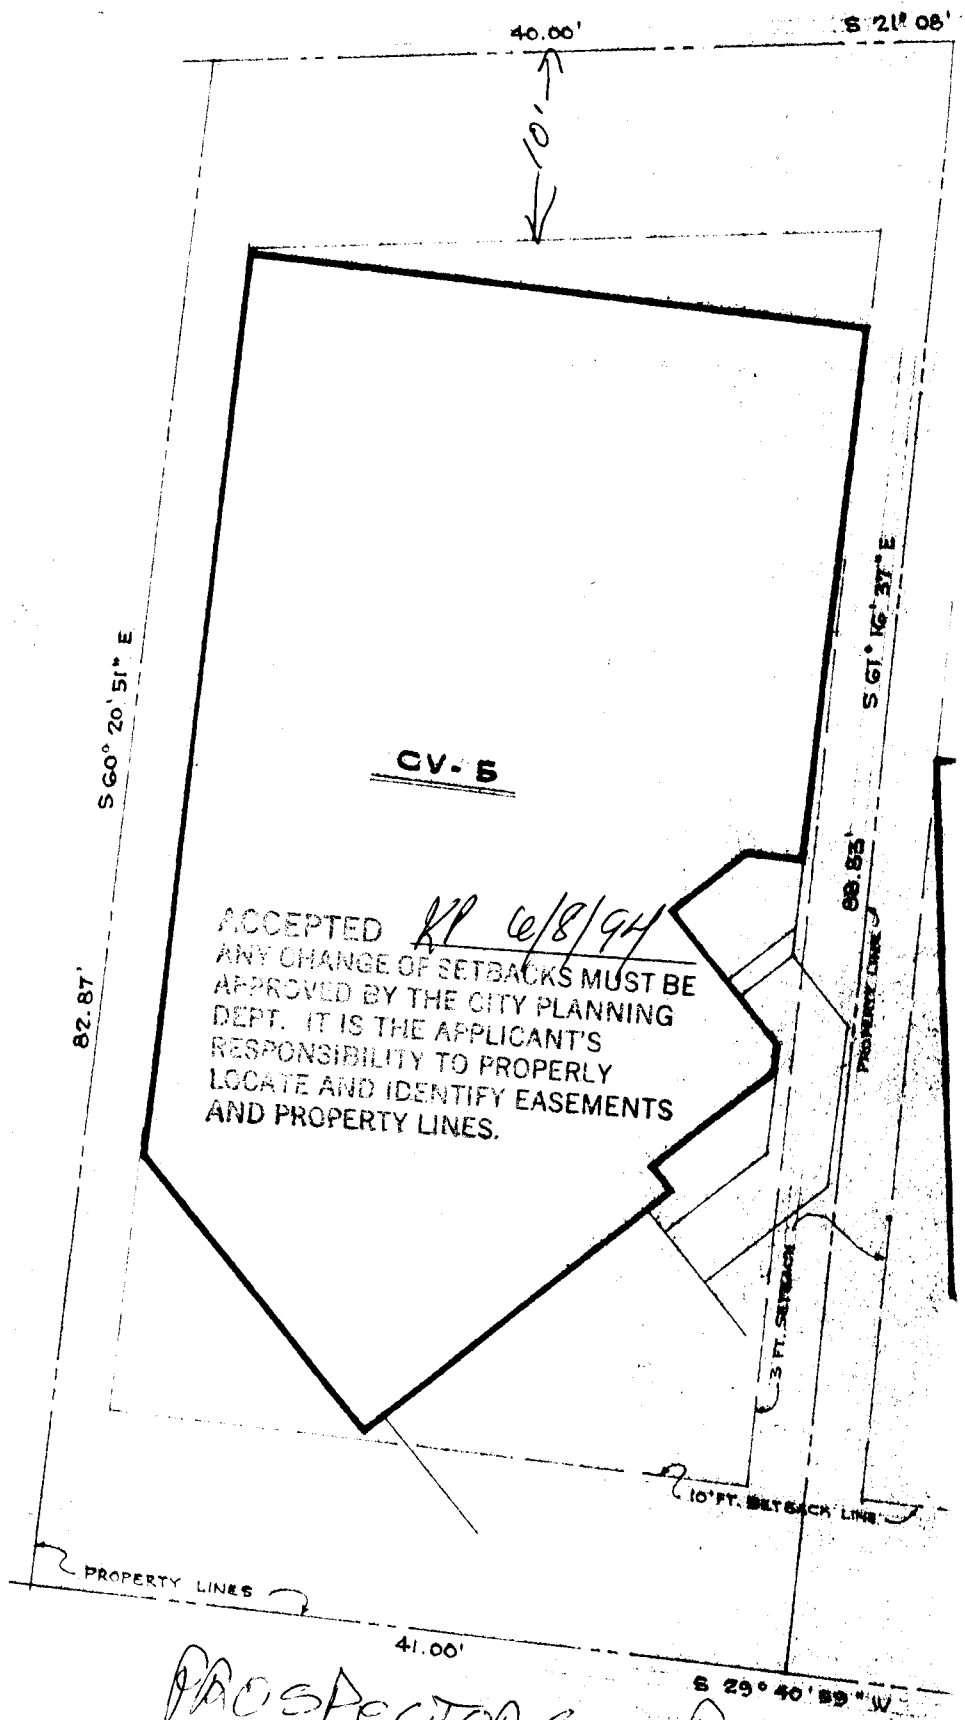 40.00'
S 21° 08'
10'
S 60° 20' 51" E
82.87'
S 61° 16' 37" E
88.83'
PROPERTY LINE
CV-5
ACCEPTED KP 6/8/94
ANY CHANGE OF SETBACKS MUST BE
APPROVED BY THE CITY PLANNING
DEPT. IT IS THE APPLICANT'S
RESPONSIBILITY TO PROPERLY
LOCATE AND IDENTIFY EASEMENTS
AND PROPERTY LINES.
3 FT. SETBACK
10' FT. SETBACK LINE
PROPERTY LINES
41.00'
S 29° 40' 59" W
PROSPECTOR